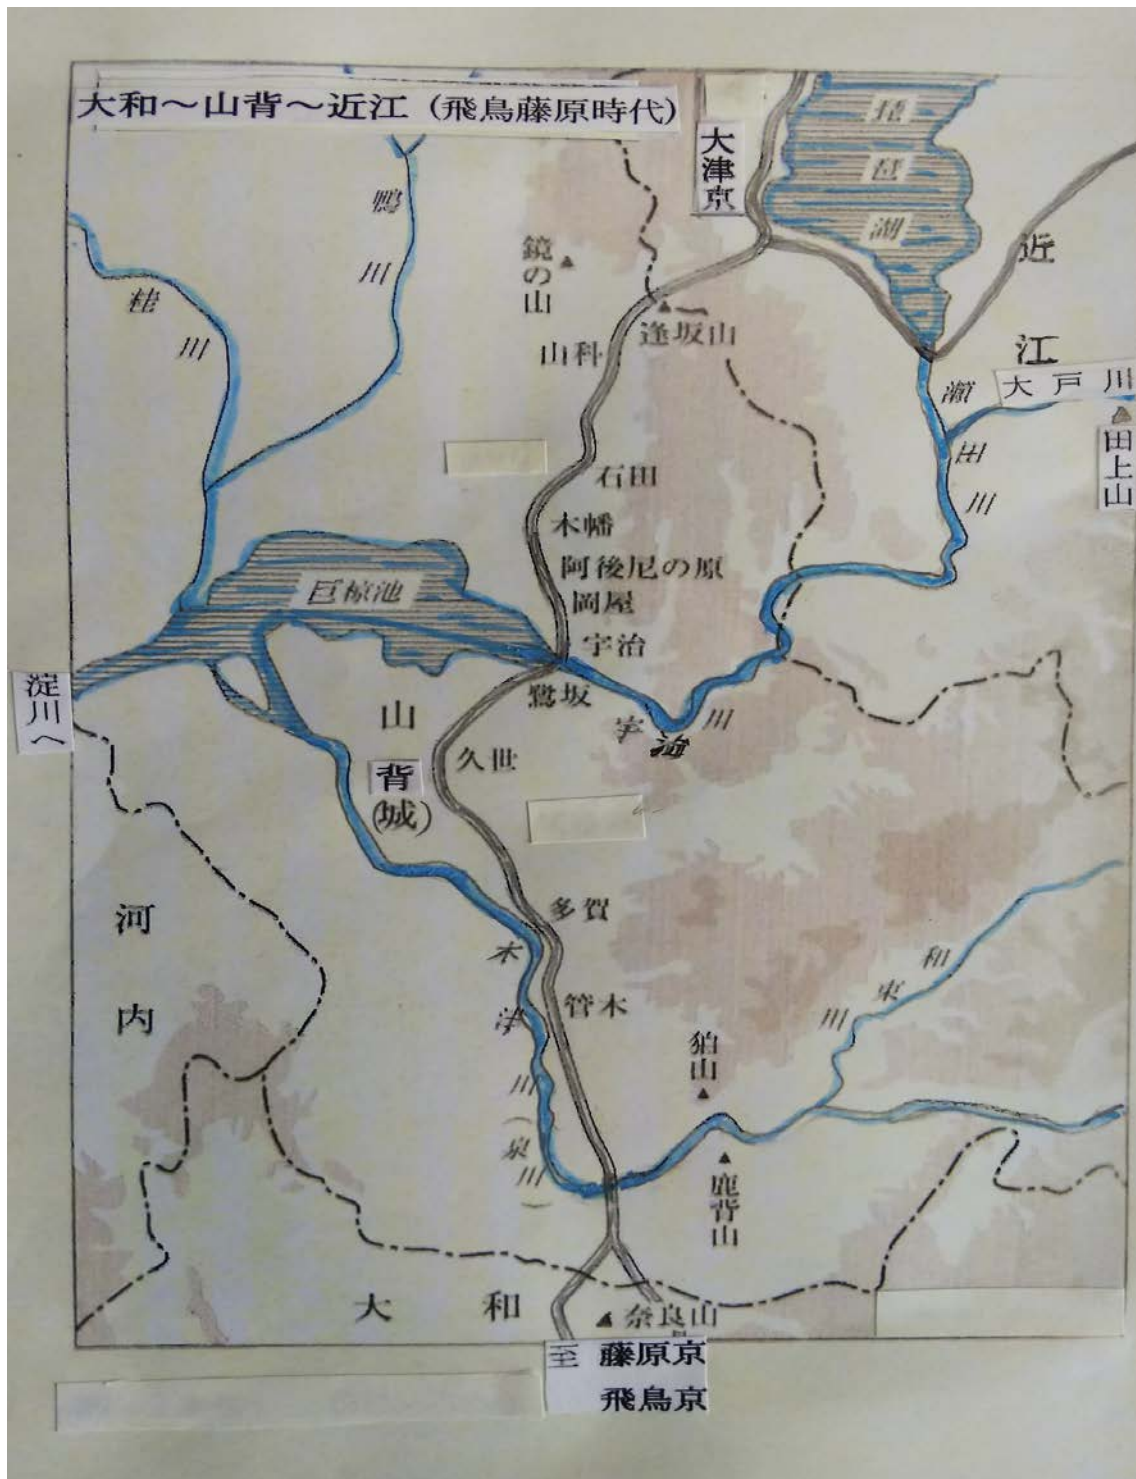 大和～山背～近江（飛鳥藤原時代）
大津京
琵琶湖
鴨川
桂川
鏡の山
近江
逢坂山
山科
瀬田川
大戸川
田上山
石田
木幡
阿後尼の原
岡屋
巨椋池
宇治
淀川へ
鷺坂
宇治川
山背
(城)
久世
河内
多賀
木津川(泉川)
管木
和束川
狛山
鹿背山
大和
奈良山
至 藤原京
飛鳥京